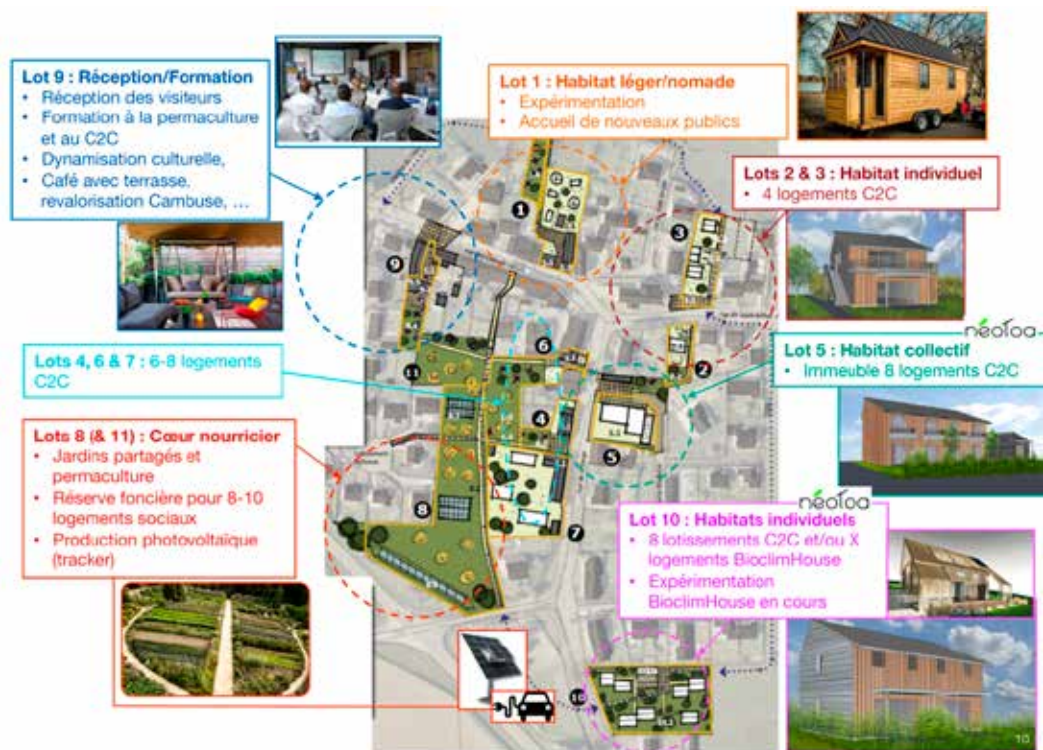 Lot 9 : Réception/Formation
• Réception des visiteurs
• Formation à la permaculture
et au C2C
• Dynamisation culturelle,
• Café avec terrasse,
revalorisation Cambuse, …
Lot 1 : Habitat léger/nomade
• Expérimentation
• Accueil de nouveaux publics
Lots 2 & 3 : Habitat individuel
• 4 logements C2C
néotoa
Lot 5 : Habitat collectif
• Immeuble 8 logements C2C
Lots 4, 6 & 7 : 6-8 logements
C2C
Lots 8 (& 11) : Cœur nourricier
• Jardins partagés et
permaculture
• Réserve foncière pour 8-10
logements sociaux
• Production photovoltaïque
(tracker)
néotoa
Lot 10 : Habitats individuels
• 8 lotissements C2C et/ou X
logements BioclimHouse
• Expérimentation
BioclimHouse en cours
1
3
9
6
2
11
4
5
8
7
10
10